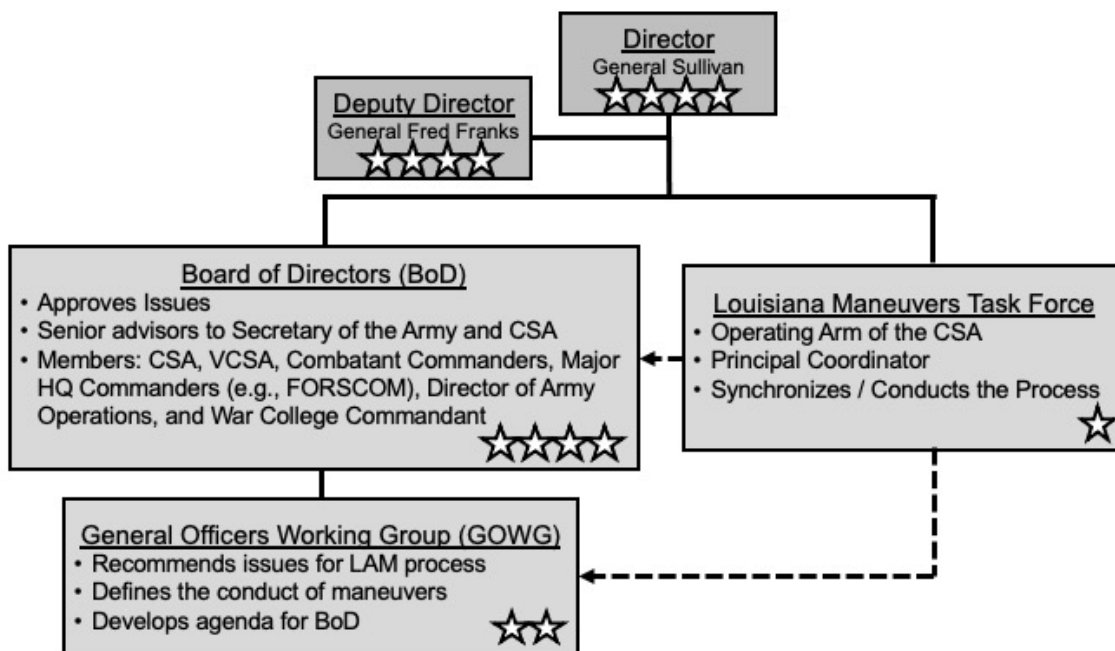 Director
General Sullivan
Deputy Director
General Fred Franks
Board of Directors (BoD)
• Approves Issues
• Senior advisors to Secretary of the Army and CSA
• Members: CSA, VCSA, Combatant Commanders, Major
HQ Commanders (e.g., FORSCOM), Director of Army
Operations, and War College Commandant
Louisiana Maneuvers Task Force
• Operating Arm of the CSA
• Principal Coordinator
• Synchronizes / Conducts the Process
General Officers Working Group (GOWG)
• Recommends issues for LAM process
• Defines the conduct of maneuvers
• Develops agenda for BoD